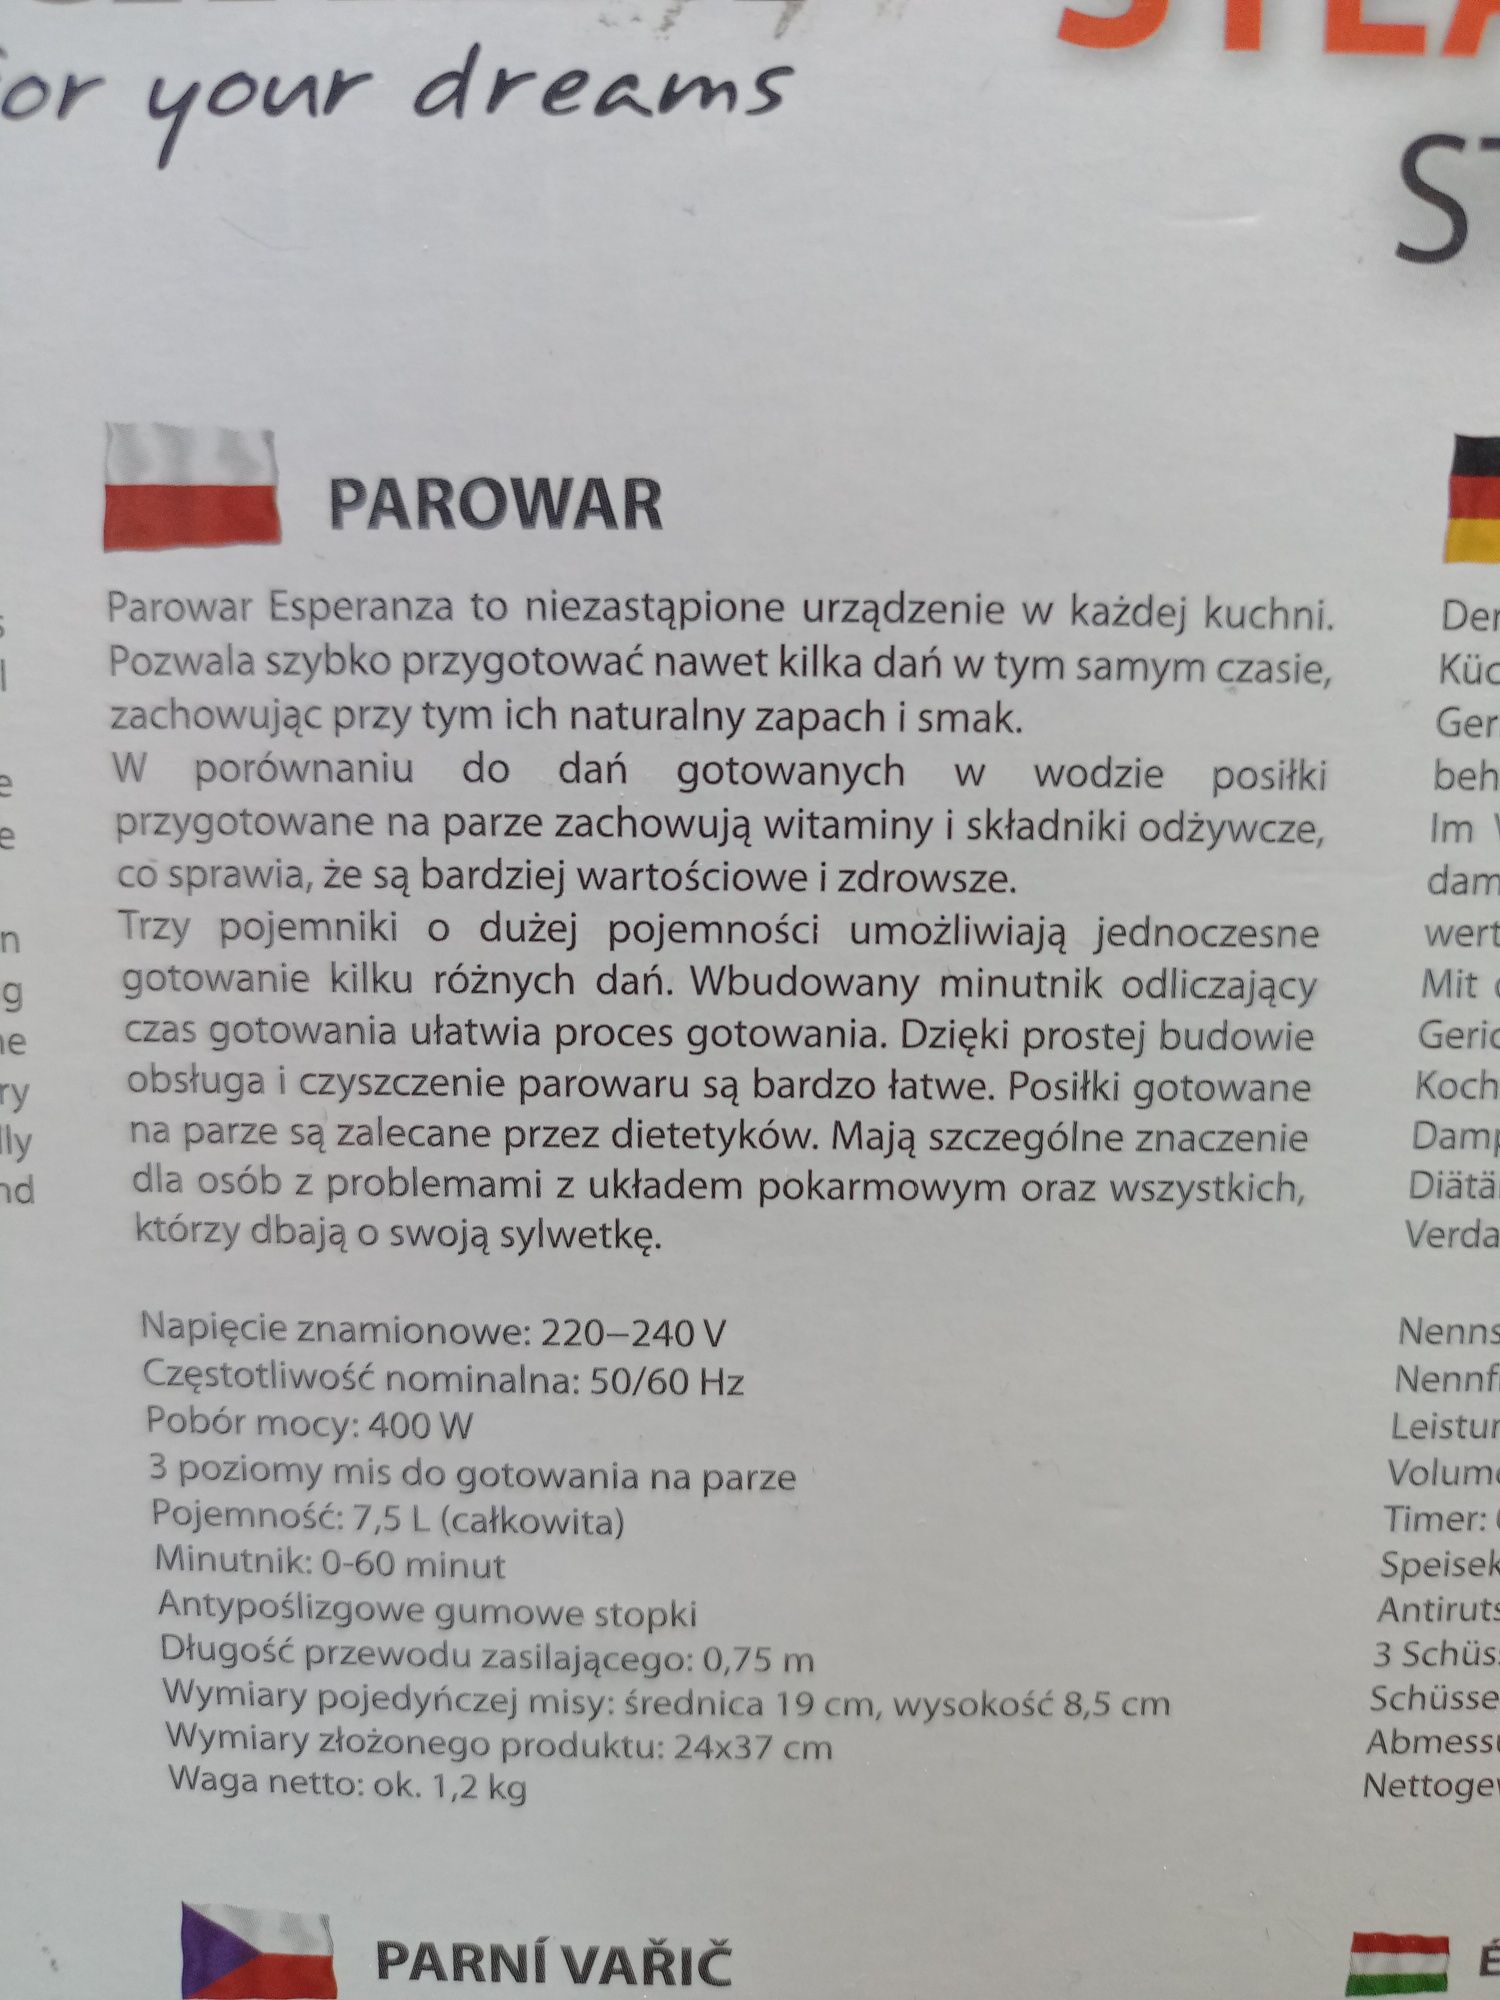 for your dreams
PAROWAR
Parowar Esperanza to niezastąpione urządzenie w każdej kuchni.
Pozwala szybko przygotować nawet kilka dań w tym samym czasie,
zachowując przy tym ich naturalny zapach i smak.
W porównaniu do dań gotowanych w wodzie posiłki
przygotowane na parze zachowują witaminy i składniki odżywcze,
co sprawia, że są bardziej wartościowe i zdrowsze.
Trzy pojemniki o dużej pojemności umożliwiają jednoczesne
gotowanie kilku różnych dań. Wbudowany minutnik odliczający
czas gotowania ułatwia proces gotowania. Dzięki prostej budowie
obsługa i czyszczenie parowaru są bardzo łatwe. Posiłki gotowane
na parze są zalecane przez dietetyków. Mają szczególne znaczenie
dla osób z problemami z układem pokarmowym oraz wszystkich,
którzy dbają o swoją sylwetkę.
Napięcie znamionowe: 220–240 V
Częstotliwość nominalna: 50/60 Hz
Pobór mocy: 400 W
3 poziomy mis do gotowania na parze
Pojemność: 7,5 L (całkowita)
Minutnik: 0-60 minut
Antypoślizgowe gumowe stopki
Długość przewodu zasilającego: 0,75 m
Wymiary pojedyńczej misy: średnica 19 cm, wysokość 8,5 cm
Wymiary złożonego produktu: 24x37 cm
Waga netto: ok. 1,2 kg
PARNÍ VAŘIČ
Der
Im
wert
Mit
Timer:
3 Schüss